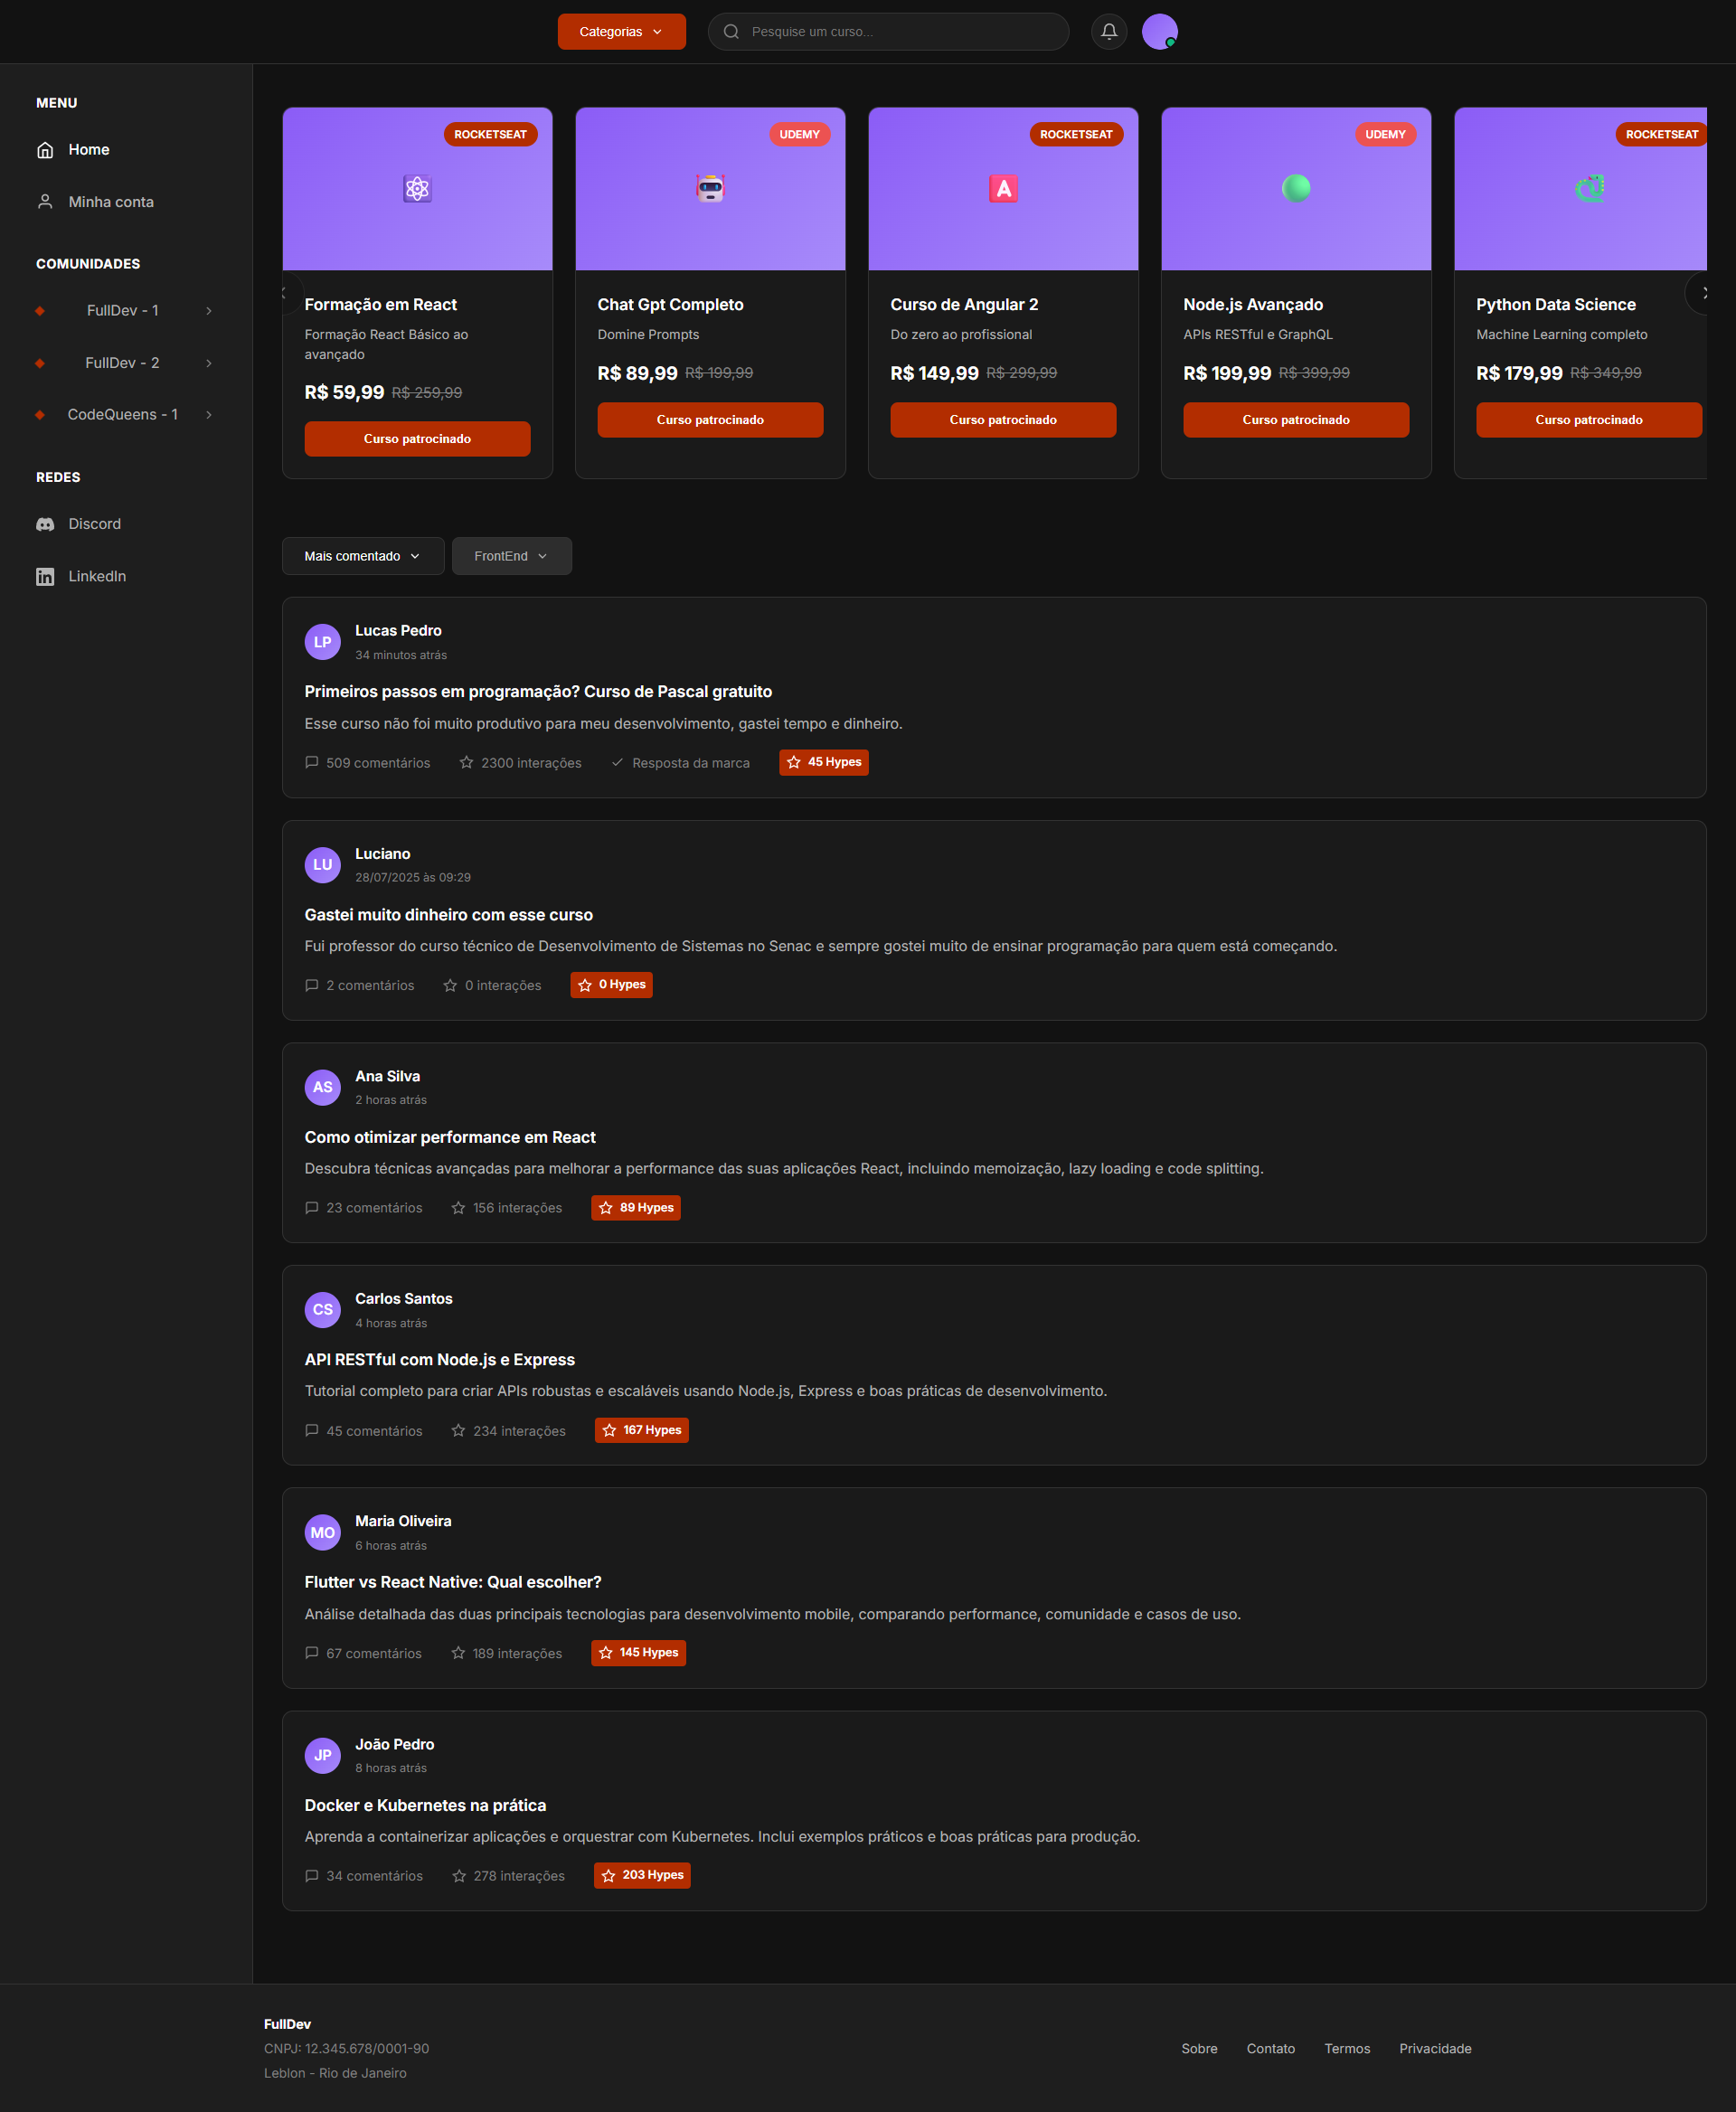 Categorias
Pesquise um curso...
MENU
Home
Minha conta
COMUNIDADES
FullDev - 1
FullDev - 2
CodeQueens - 1
REDES
Discord
LinkedIn
ROCKETSEAT
Formação em React
Formação React Básico ao
avançado
R$ 59,99 R$ 259,99
Curso patrocinado
UDEMY
Chat Gpt Completo
Domine Prompts
R$ 89,99 R$ 199,99
Curso patrocinado
ROCKETSEAT
A
Curso de Angular 2
Do zero ao profissional
R$ 149,99 R$ 299,99
Curso patrocinado
UDEMY
Node.js Avançado
APIs RESTful e GraphQL
R$ 199,99 R$ 399,99
Curso patrocinado
ROCKETSEAT
Python Data Science
Machine Learning completo
R$ 179,99 R$ 349,99
Curso patrocinado
Mais comentado
FrontEnd
LP
Lucas Pedro
34 minutos atrás
Primeiros passos em programação? Curso de Pascal gratuito
Esse curso não foi muito produtivo para meu desenvolvimento, gastei tempo e dinheiro.
509 comentários 2300 interações Resposta da marca 45 Hypes
LU
Luciano
28/07/2025 às 09:29
Gastei muito dinheiro com esse curso
Fui professor do curso técnico de Desenvolvimento de Sistemas no Senac e sempre gostei muito de ensinar programação para quem está começando.
2 comentários 0 interações 0 Hypes
AS
Ana Silva
2 horas atrás
Como otimizar performance em React
Descubra técnicas avançadas para melhorar a performance das suas aplicações React, incluindo memoização, lazy loading e code splitting.
23 comentários 156 interações 89 Hypes
CS
Carlos Santos
4 horas atrás
API RESTful com Node.js e Express
Tutorial completo para criar APIs robustas e escaláveis usando Node.js, Express e boas práticas de desenvolvimento.
45 comentários 234 interações 167 Hypes
MO
Maria Oliveira
6 horas atrás
Flutter vs React Native: Qual escolher?
Análise detalhada das duas principais tecnologias para desenvolvimento mobile, comparando performance, comunidade e casos de uso.
67 comentários 189 interações 145 Hypes
JP
João Pedro
8 horas atrás
Docker e Kubernetes na prática
Aprenda a containerizar aplicações e orquestrar com Kubernetes. Inclui exemplos práticos e boas práticas para produção.
34 comentários 278 interações 203 Hypes
FullDev
CNPJ: 12.345.678/0001-90
Leblon - Rio de Janeiro
Sobre Contato Termos Privacidade